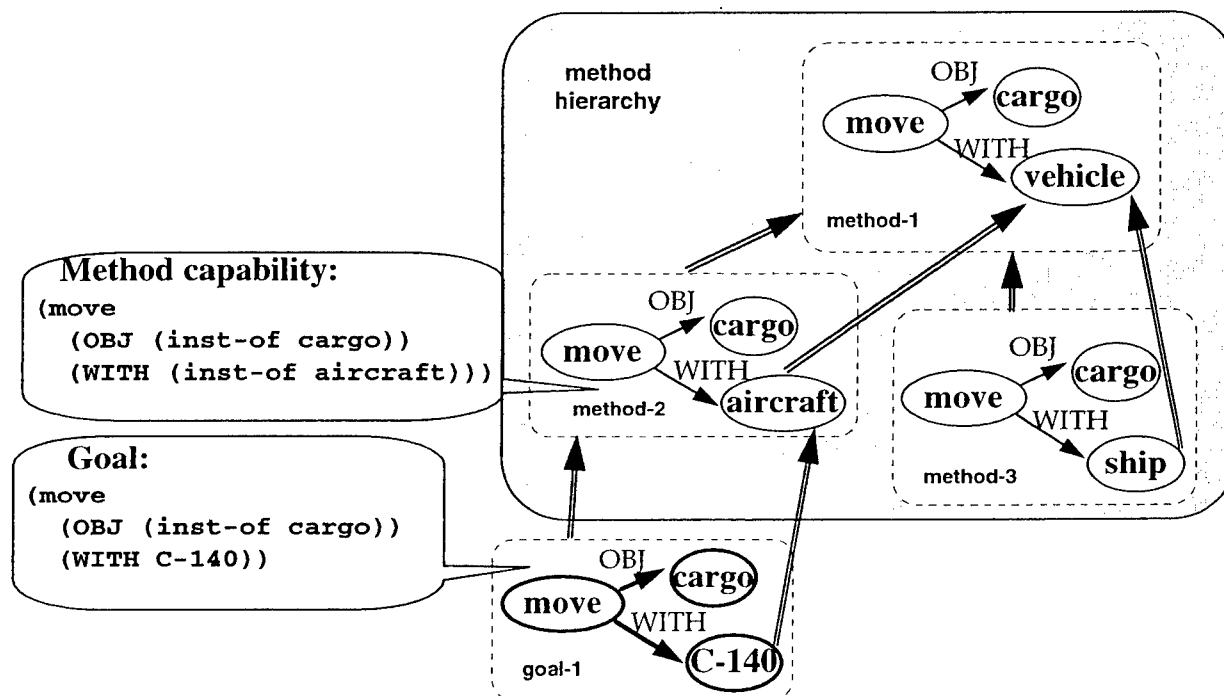 method
hierarchy
OBJ
cargo
move
WITH
vehicle
method-1
Method capability:
(move
(OBJ (inst-of cargo))
(WITH (inst-of aircraft)))
OBJ
cargo
move
WITH
aircraft
method-2
OBJ
cargo
move
WITH
ship
method-3
Goal:
(move
(OBJ (inst-of cargo))
(WITH C-140))
OBJ
cargo
move
WITH
C-140
goal-1